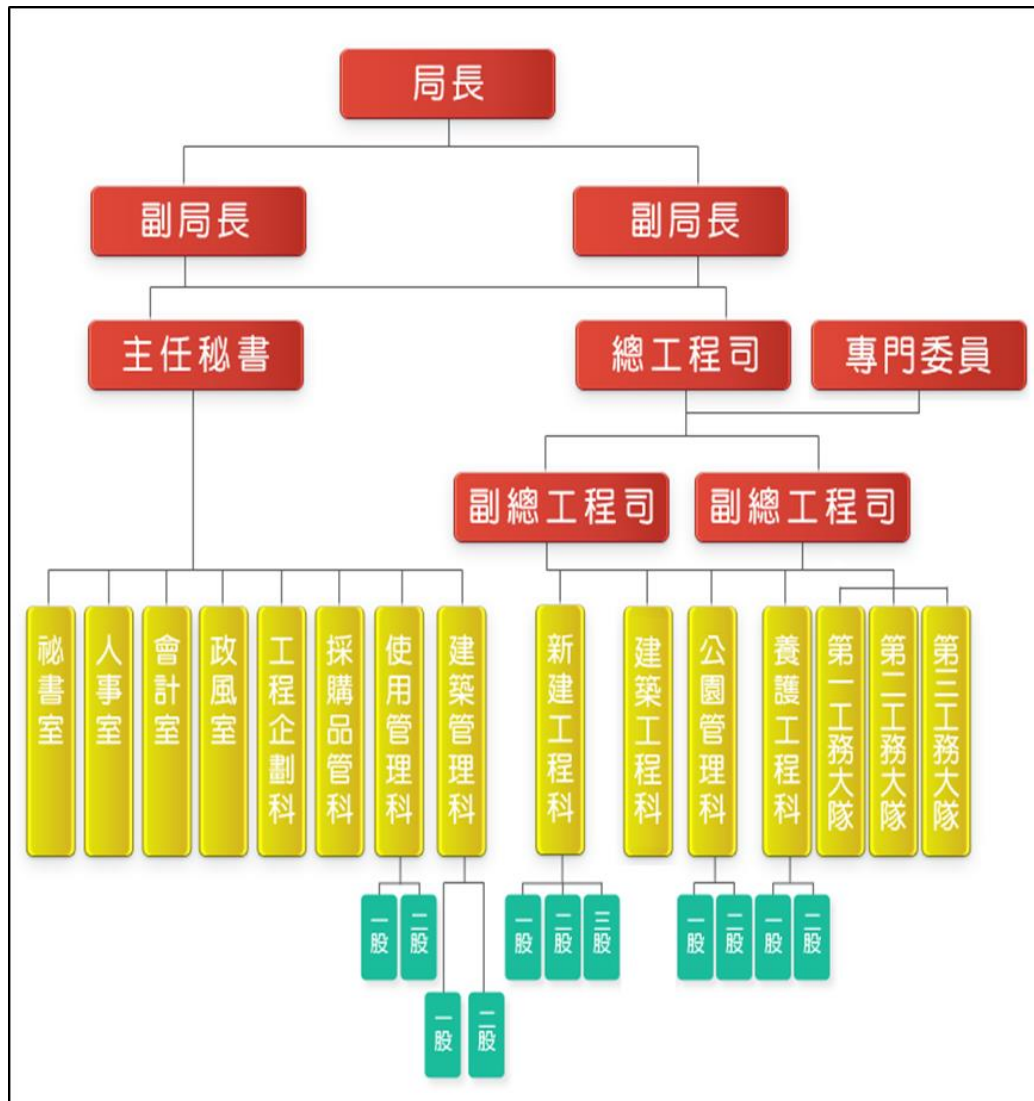 局長
副局長
副局長
主任秘書
總工程司
專門委員
副總工程司
副總工程司
祕書室
人事室
會計室
政風室
工程企劃科
採購品管科
使用管理科
建築管理科
新建工程科
建築工程科
公園管理科
養護工程科
第一工務大隊
第二工務大隊
第三工務大隊
一股
二股
一股
二股
三股
一股
二股
一股
二股
一股
二股